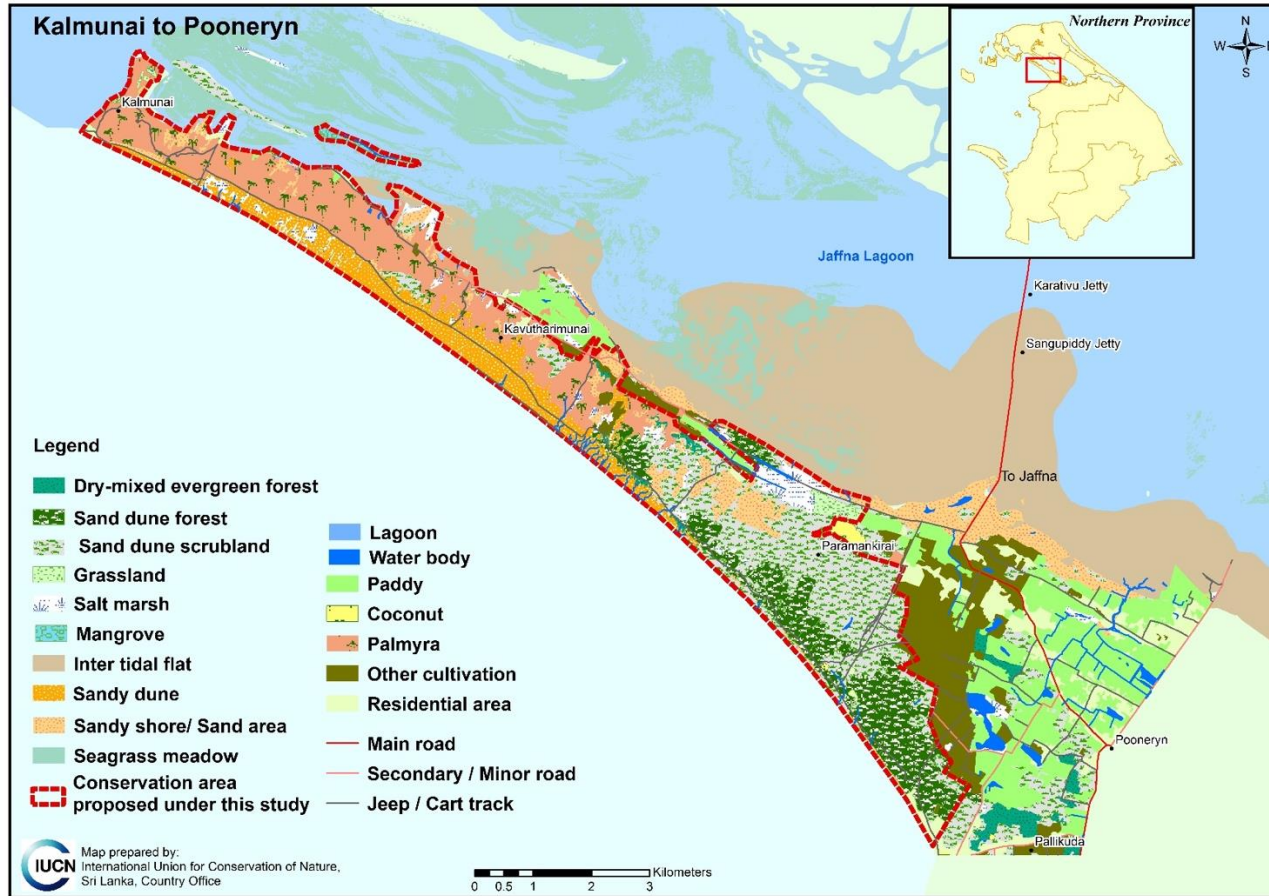 Kalmunai to Pooneryn
Northern Province
N
W E
S
Kalmunai
Jaffna Lagoon
Karativu Jetty
Sangupiddy Jetty
Kavutharimunai
To Jaffna
Paramankirai
Pooneryn
Pallikuda
Legend
Dry-mixed evergreen forest
Sand dune forest
Sand dune scrubland
Grassland
Salt marsh
Mangrove
Inter tidal flat
Sandy dune
Sandy shore/ Sand area
Seagrass meadow
Conservation area
proposed under this study
Lagoon
Water body
Paddy
Coconut
Palmyra
Other cultivation
Residential area
Main road
Secondary / Minor road
Jeep / Cart track
IUCN
Map prepared by:
International Union for Conservation of Nature,
Sri Lanka, Country Office
Kilometers
0 0.5 1 2 3